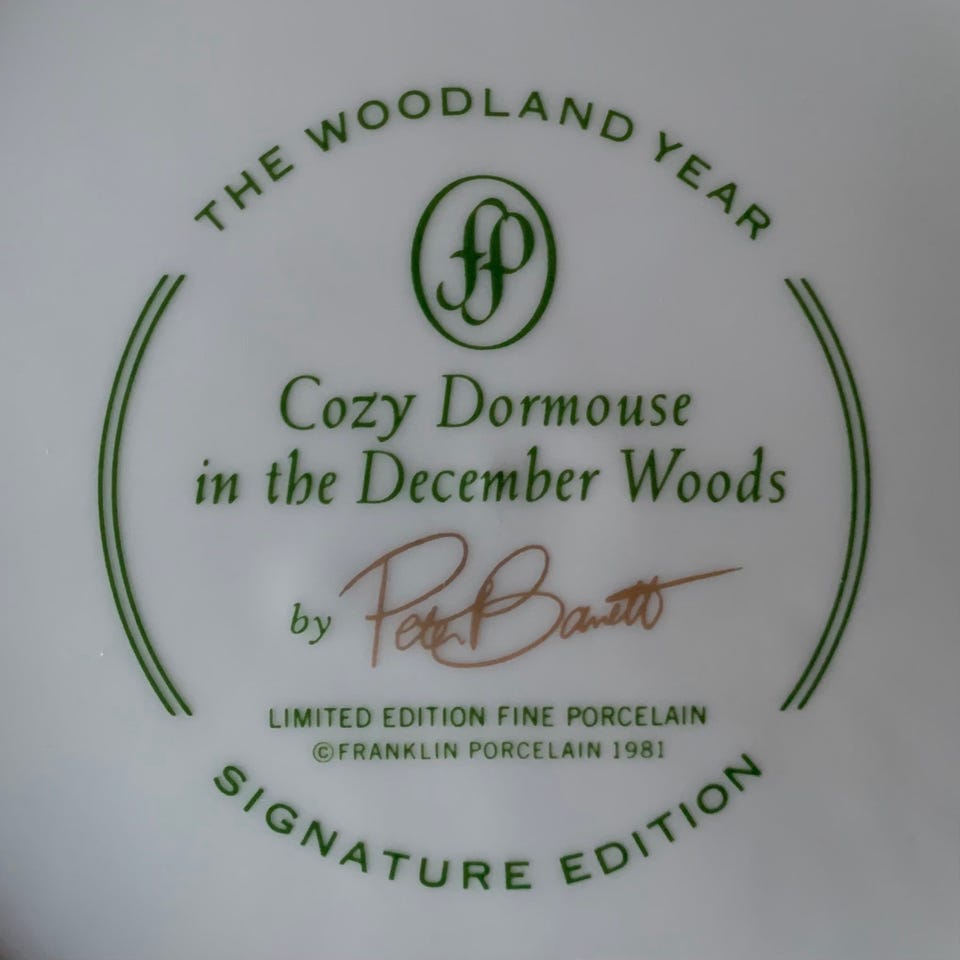 THE WOODLAND YEAR
fp
Cozy Dormouse
in the December Woods
by Peter Barrett
LIMITED EDITION FINE PORCELAIN
©FRANKLIN PORCELAIN 1981
SIGNATURE EDITION